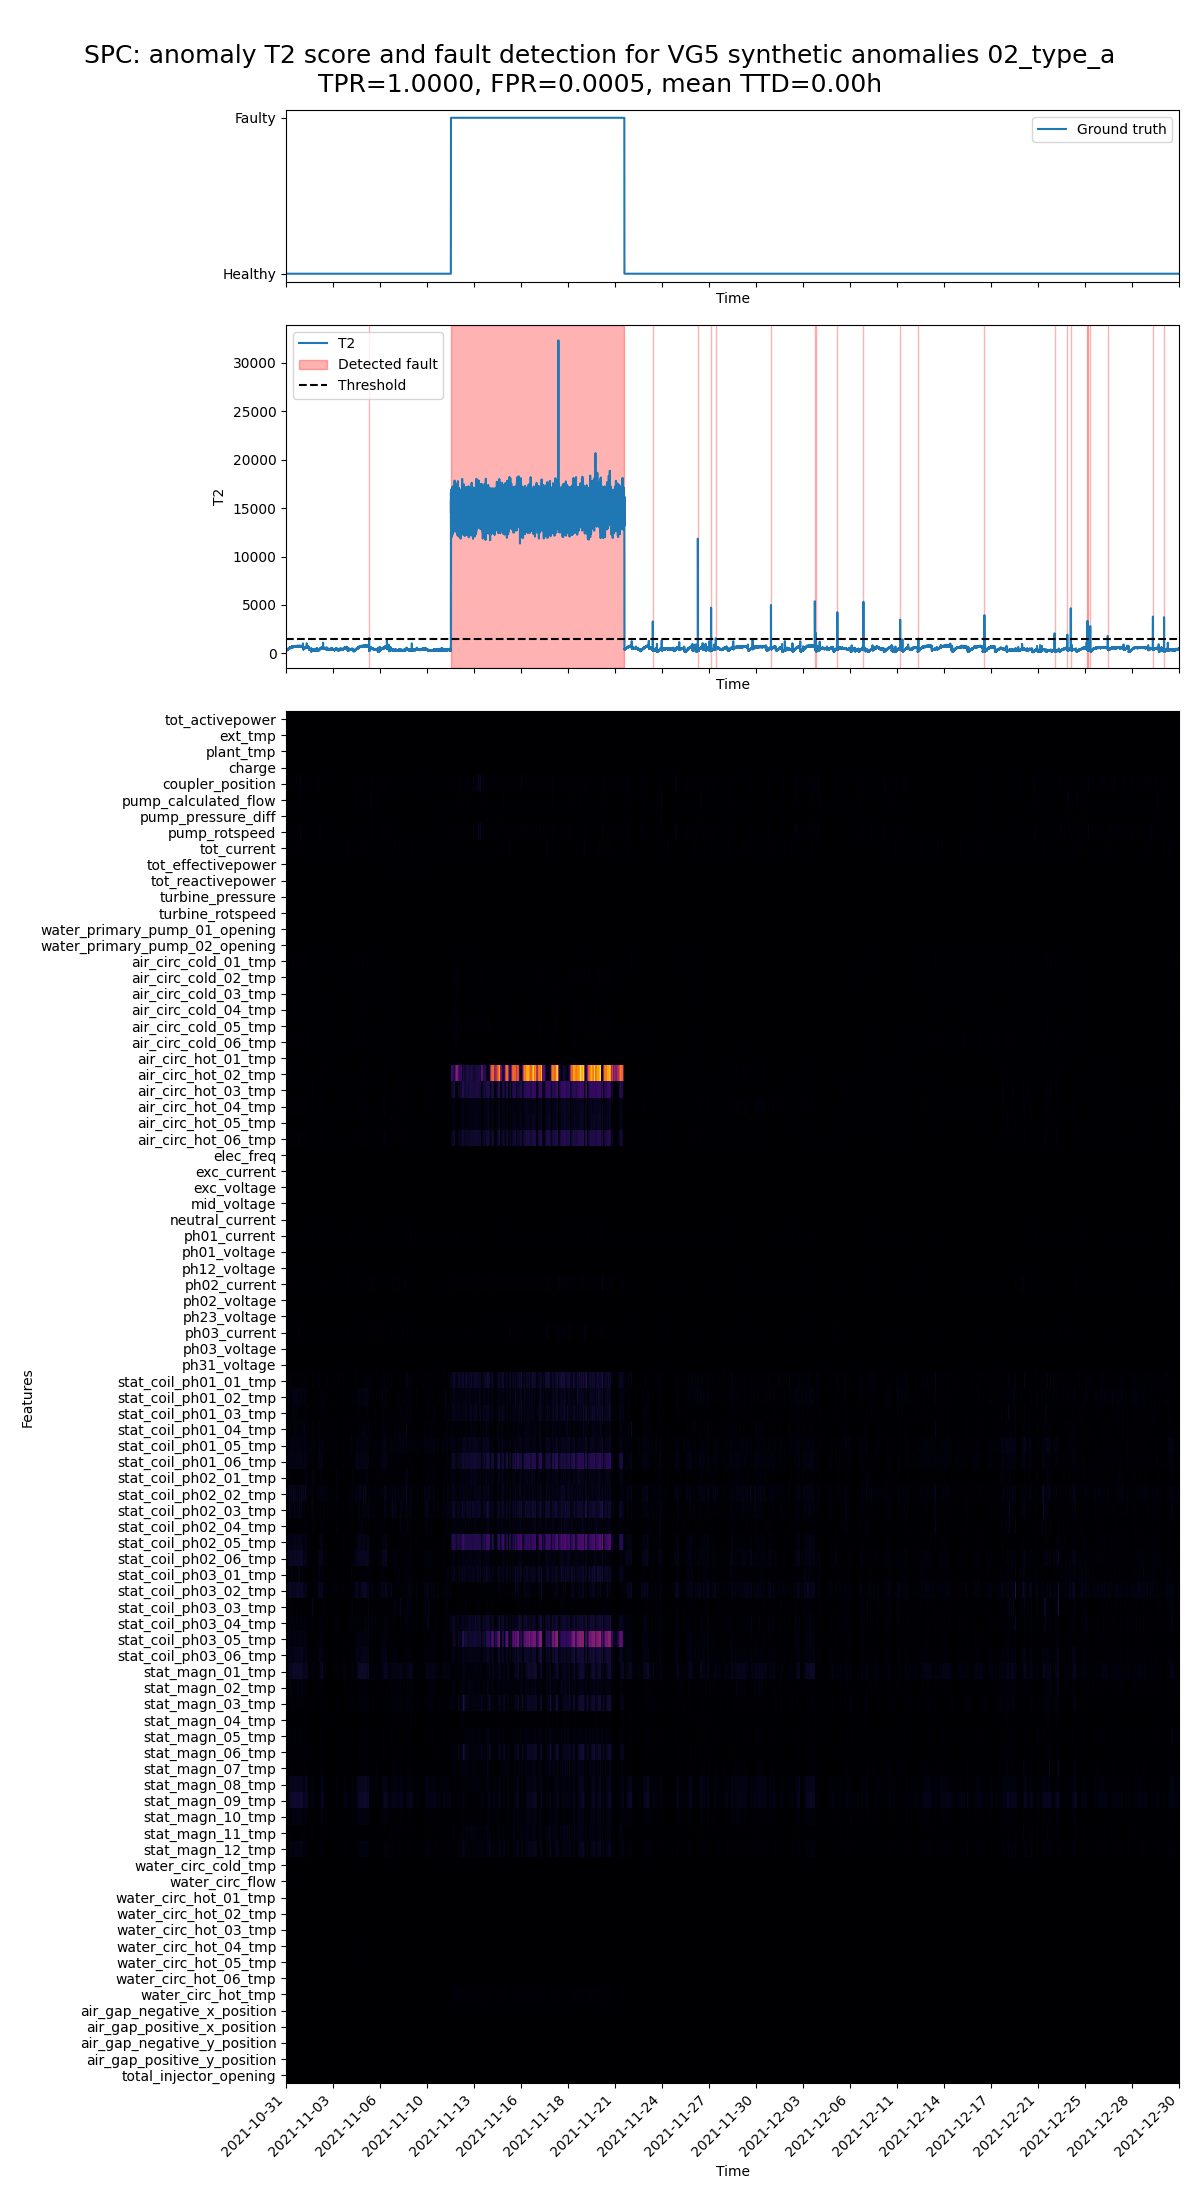 SPC: anomaly T2 score and fault detection for VG5 synthetic anomalies 02_type_a
TPR=1.0000, FPR=0.0005, mean TTD=0.00h
Faulty
Healthy
Ground truth
Time
T2
Detected fault
Threshold
30000
25000
20000
15000
10000
5000
0
T2
Time
tot_activepower
ext_tmp
plant_tmp
charge
coupler_position
pump_calculated_flow
pump_pressure_diff
pump_rotspeed
tot_current
tot_effectivepower
tot_reactivepower
turbine_pressure
turbine_rotspeed
water_primary_pump_01_opening
water_primary_pump_02_opening
air_circ_cold_01_tmp
air_circ_cold_02_tmp
air_circ_cold_03_tmp
air_circ_cold_04_tmp
air_circ_cold_05_tmp
air_circ_cold_06_tmp
air_circ_hot_01_tmp
air_circ_hot_02_tmp
air_circ_hot_03_tmp
air_circ_hot_04_tmp
air_circ_hot_05_tmp
air_circ_hot_06_tmp
elec_freq
exc_current
exc_voltage
mid_voltage
neutral_current
ph01_current
ph01_voltage
ph12_voltage
ph02_current
ph02_voltage
ph23_voltage
ph03_current
ph03_voltage
ph31_voltage
stat_coil_ph01_01_tmp
stat_coil_ph01_02_tmp
stat_coil_ph01_03_tmp
stat_coil_ph01_04_tmp
stat_coil_ph01_05_tmp
stat_coil_ph01_06_tmp
stat_coil_ph02_01_tmp
stat_coil_ph02_02_tmp
stat_coil_ph02_03_tmp
stat_coil_ph02_04_tmp
stat_coil_ph02_05_tmp
stat_coil_ph02_06_tmp
stat_coil_ph03_01_tmp
stat_coil_ph03_02_tmp
stat_coil_ph03_03_tmp
stat_coil_ph03_04_tmp
stat_coil_ph03_05_tmp
stat_coil_ph03_06_tmp
stat_magn_01_tmp
stat_magn_02_tmp
stat_magn_03_tmp
stat_magn_04_tmp
stat_magn_05_tmp
stat_magn_06_tmp
stat_magn_07_tmp
stat_magn_08_tmp
stat_magn_09_tmp
stat_magn_10_tmp
stat_magn_11_tmp
stat_magn_12_tmp
water_circ_cold_tmp
water_circ_flow
water_circ_hot_01_tmp
water_circ_hot_02_tmp
water_circ_hot_03_tmp
water_circ_hot_04_tmp
water_circ_hot_05_tmp
water_circ_hot_06_tmp
water_circ_hot_tmp
air_gap_negative_x_position
air_gap_positive_x_position
air_gap_negative_y_position
air_gap_positive_y_position
total_injector_opening
Features
2021-10-31
2021-11-03
2021-11-06
2021-11-10
2021-11-13
2021-11-16
2021-11-18
2021-11-21
2021-11-24
2021-11-27
2021-11-30
2021-12-03
2021-12-06
2021-12-11
2021-12-14
2021-12-17
2021-12-21
2021-12-25
2021-12-28
2021-12-30
Time